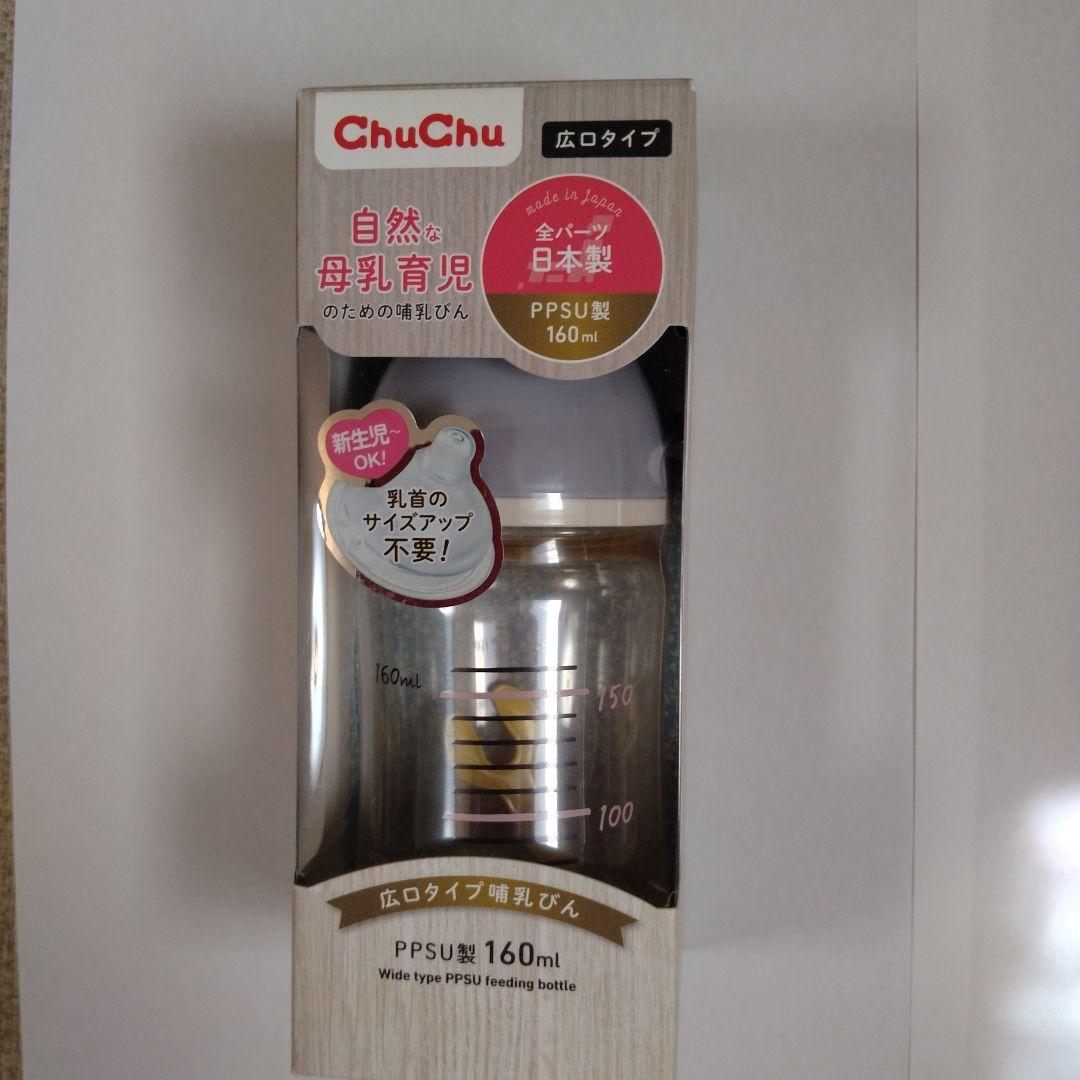 ChuChu
広口タイプ
made in Japan
全パーツ
日本製
PPSU製
160ml
自然な
母乳育児
のための哺乳びん
新生児~
OK!
乳首の
サイズアップ
不要!
160ml
150
100
広口タイプ哺乳びん
PPSU製 160ml
Wide type PPSU feeding bottle